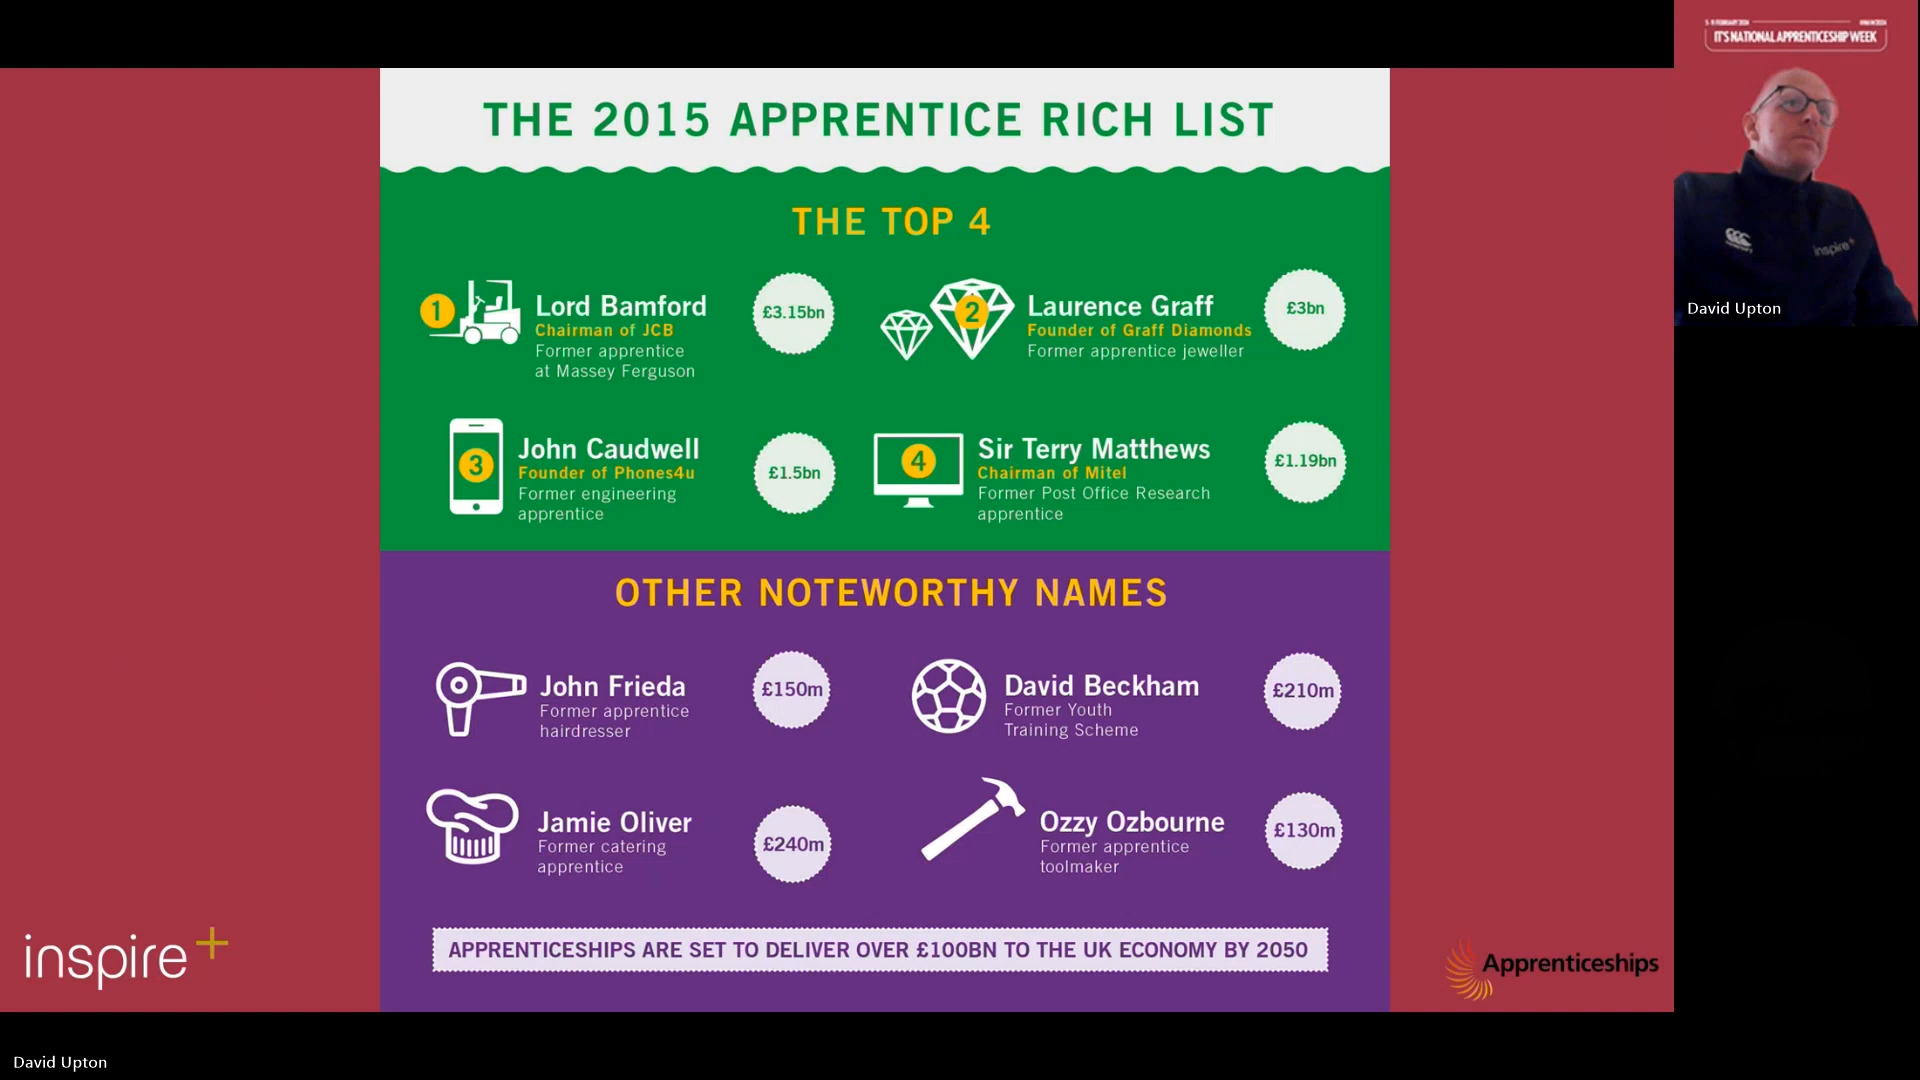 THE 2015 APPRENTICE RICH LIST
THE TOP 4
1
Lord Bamford
Chairman of JCB
Former apprentice
at Massey Ferguson
£3.15bn
2
Laurence Graff
Founder of Graff Diamonds
Former apprentice jeweller
£3bn
3
John Caudwell
Founder of Phones4u
Former engineering
apprentice
£1.5bn
4
Sir Terry Matthews
Chairman of Mitel
Former Post Office Research
apprentice
£1.19bn
OTHER NOTEWORTHY NAMES
John Frieda
Former apprentice
hairdresser
£150m
David Beckham
Former Youth
Training Scheme
£210m
Jamie Oliver
Former catering
apprentice
£240m
Ozzy Ozbourne
Former apprentice
toolmaker
£130m
APPRENTICESHIPS ARE SET TO DELIVER OVER £100BN TO THE UK ECONOMY BY 2050
inspire+
Apprenticeships
IT'S NATIONAL APPRENTICESHIP WEEK
inspire+
David Upton
David Upton